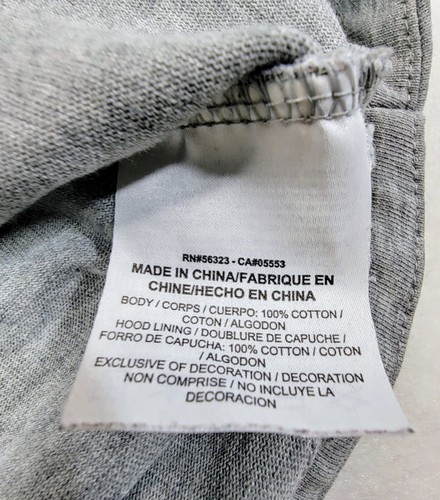 RN#56323 - CA#05553
MADE IN CHINA/FABRIQUE EN
CHINE/HECHO EN CHINA
BODY / CORPS / CUERPO: 100% COTTON /
COTON / ALGODON
HOOD LINING / DOUBLURE DE CAPUCHE /
FORRO DE CAPUCHA: 100% COTTON / COTON
/ ALGODON
EXCLUSIVE OF DECORATION / DECORATION
NON COMPRISE / NO INCLUYE LA
DECORACION